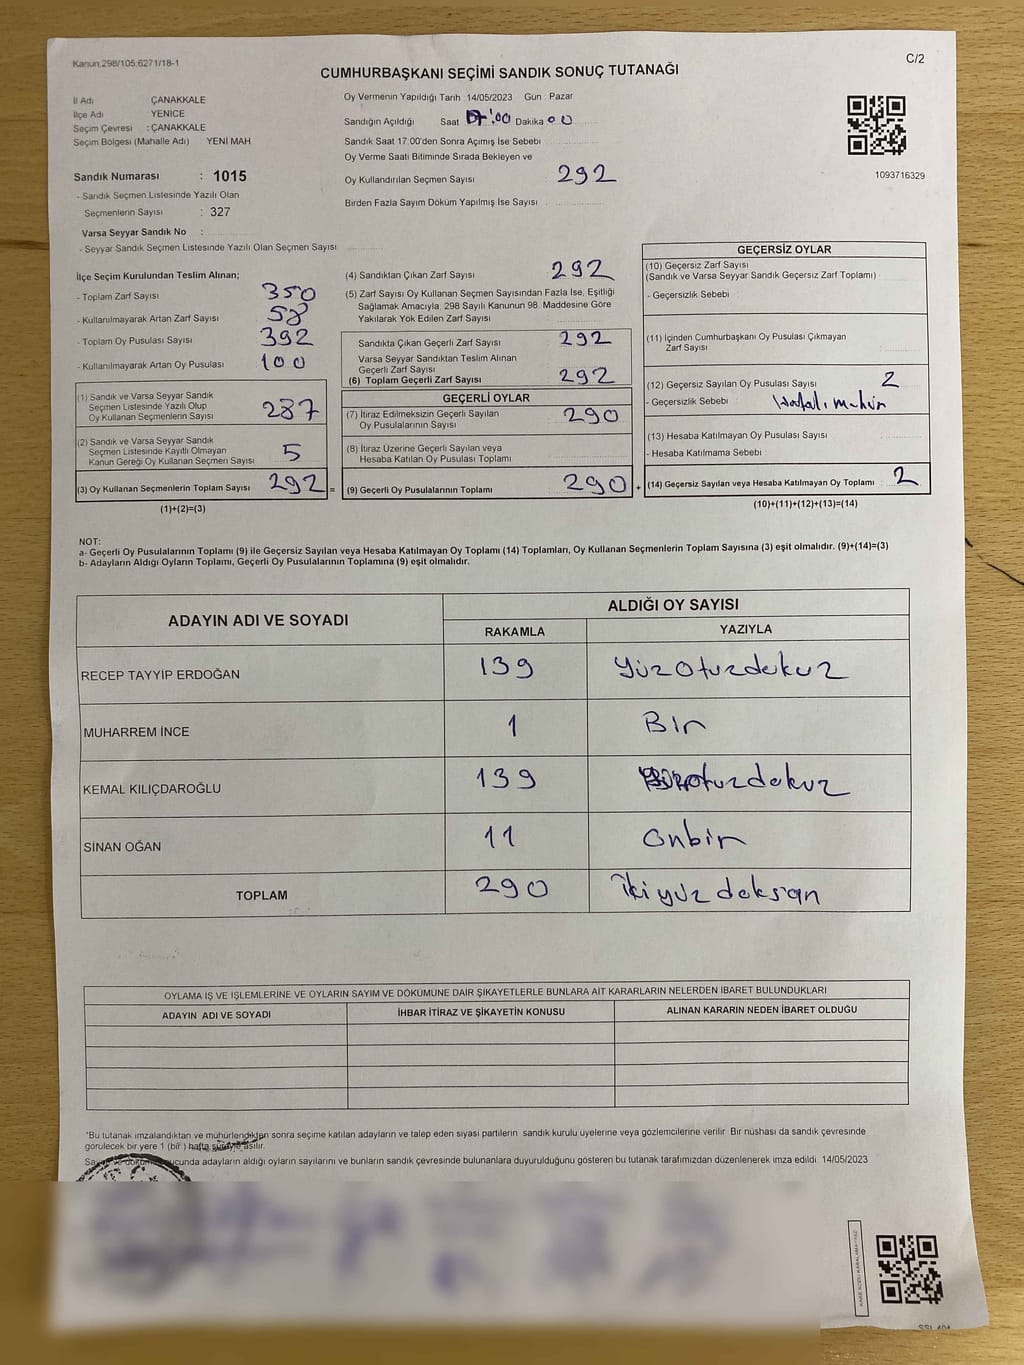 Kanun:298/105:6271/18-1
C/2
CUMHURBAŞKANI SEÇİMİ SANDIK SONUÇ TUTANAĞI
İl Adı ÇANAKKALE
İlçe Adı YENİCE
Seçim Çevresi : ÇANAKKALE
Seçim Bölgesi (Mahalle Adı) YENİ MAH
Sandık Numarası : 1015
- Sandık Seçmen Listesinde Yazılı Olan
Seçmenlerin Sayısı : 327
Varsa Seyyar Sandık No :
- Seyyar Sandık Seçmen Listesinde Yazılı Olan Seçmen Sayısı
Oy Vermenin Yapıldığı Tarih : 14/05/2023 Gün : Pazar
Sandığın Açıldığı Saat 17:00 Dakika 00
Sandık Saat 17:00'den Sonra Açımış İse Sebebi
Oy Verme Saati Bitiminde Sırada Bekleyen ve
Oy Kullandırılan Seçmen Sayısı : 292
Birden Fazla Sayım Döküm Yapılmış İse Sayısı :
1093716329
İlçe Seçim Kurulundan Teslim Alınan;
- Toplam Zarf Sayısı : 350
- Kullanılmayarak Artan Zarf Sayısı : 58
- Toplam Oy Pusulası Sayısı : 392
- Kullanılmayarak Artan Oy Pusulası : 100
(1) Sandık ve Varsa Seyyar Sandık
Seçmen Listesinde Yazılı Olup
Oy Kullanan Seçmenlerin Sayısı : 287
(2) Sandık ve Varsa Seyyar Sandık
Seçmen Listesinde Kayıtlı Olmayan
Kanun Gereği Oy Kullanan Seçmen Sayısı : 5
(3) Oy Kullanan Seçmenlerin Toplam Sayısı : 292 =
(1)+(2)=(3)
(4) Sandıktan Çıkan Zarf Sayısı : 292
(5) Zarf Sayısı Oy Kullanan Seçmen Sayısından Fazla İse, Eşitliği
Sağlamak Amacıyla, 298 Sayılı Kanunun 98. Maddesine Göre
Yakılarak Yok Edilen Zarf Sayısı :
Sandıkta Çıkan Geçerli Zarf Sayısı : 292
Varsa Seyyar Sandıktan Teslim Alınan
Geçerli Zarf Sayısı :
(6) Toplam Geçerli Zarf Sayısı : 292
GEÇERLİ OYLAR
(7) İtiraz Edilmeksizin Geçerli Sayılan
Oy Pusulalarının Sayısı : 290
(8) İtiraz Üzerine Geçerli Sayılan veya
Hesaba Katılan Oy Pusulası Toplamı :
(9) Geçerli Oy Pusulalarının Toplamı : 290 +
GEÇERSİZ OYLAR
(10) Geçersiz Zarf Sayısı
(Sandık ve Varsa Seyyar Sandık Geçersiz Zarf Toplamı) :
- Geçersizlik Sebebi :
(11) İçinden Cumhurbaşkanı Oy Pusulası Çıkmayan
Zarf Sayısı :
(12) Geçersiz Sayılan Oy Pusulası Sayısı : 2
- Geçersizlik Sebebi : Hatalı mühür
(13) Hesaba Katılmayan Oy Pusulası Sayısı :
- Hesaba Katılmama Sebebi :
(14) Geçersiz Sayılan veya Hesaba Katılmayan Oy Toplamı : 2
(10)+(11)+(12)+(13)=(14)
NOT:
a- Geçerli Oy Pusulalarının Toplamı (9) ile Geçersiz Sayılan veya Hesaba Katılmayan Oy Toplamı (14) Toplamları, Oy Kullanan Seçmenlerin Toplam Sayısına (3) eşit olmalıdır. (9)+(14)=(3)
b- Adayların Aldığı Oyların Toplamı, Geçerli Oy Pusulalarının Toplamına (9) eşit olmalıdır.
ADAYIN ADI VE SOYADI ALDIĞI OY SAYISI
RAKAMLA YAZIYLA
RECEP TAYYİP ERDOĞAN 139 Yüzotuzdokuz
MUHARREM İNCE 1 Bir
KEMAL KILIÇDAROĞLU 139 Yüzotuzdokuz
SİNAN OĞAN 11 onbir
TOPLAM 290 ikiyüz doksan
OYLAMA İŞ VE İŞLEMLERİNE VE OYLARIN SAYIM VE DÖKÜMÜNE DAİR ŞİKAYETLERLE BUNLARA AİT KARARLARIN NELERDEN İBARET BULUNDUKLARI
ADAYIN ADI VE SOYADI İHBAR İTİRAZ VE ŞİKAYETİN KONUSU ALINAN KARARIN NEDEN İBARET OLDUĞU
*Bu tutanak imzalandıktan ve mühürlendikten sonra seçime katılan adayların ve talep eden siyasi partilerin sandık kurulu üyelerine veya gözlemcilerine verilir. Bir nüshası da sandık çevresinde
görülecek bir yere 1 (bir ) hafta süreyle asılır.
ucunda adayların aldığı oyların sayılarını ve bunların sandık çevresinde bulunanlara duyurulduğunu gösteren bu tutanak tarafımızdan düzenlenerek imza edildi. 14/05/2023